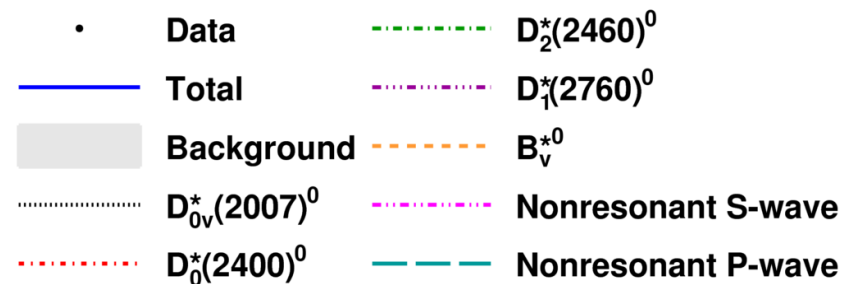 Data
Total
Background
D*0v(2007)0
D*0(2400)0
D*2(2460)0
D*1(2760)0
B*0v
Nonresonant S-wave
Nonresonant P-wave